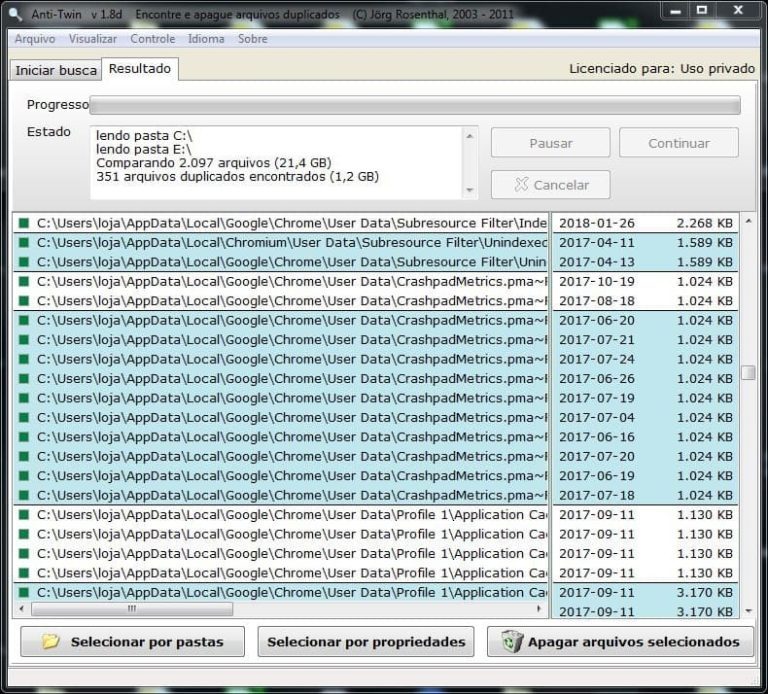 Anti-Twin v 1.8d Encontre e apague arquivos duplicados (C) Jörg Rosenthal, 2003 - 2011
Arquivo Visualizar Controle Idioma Sobre
Iniciar busca Resultado Licenciado para: Uso privado
Progresso
Estado
lendo pasta C:\
lendo pasta E:\
Comparando 2.097 arquivos (21,4 GB)
351 arquivos duplicados encontrados (1,2 GB)
Pausar Continuar
Cancelar
C:\Users\loja\AppData\Local\Google\Chrome\User Data\Subresource Filter\Inde 2018-01-26 2.268 KB
C:\Users\loja\AppData\Local\Chromium\User Data\Subresource Filter\Unindexed 2017-04-11 1.589 KB
C:\Users\loja\AppData\Local\Google\Chrome\User Data\Subresource Filter\Unin 2017-04-13 1.589 KB
C:\Users\loja\AppData\Local\Google\Chrome\User Data\CrashpadMetrics.pma~F 2017-10-19 1.024 KB
C:\Users\loja\AppData\Local\Google\Chrome\User Data\CrashpadMetrics.pma~F 2017-08-18 1.024 KB
C:\Users\loja\AppData\Local\Google\Chrome\User Data\CrashpadMetrics.pma~F 2017-06-20 1.024 KB
C:\Users\loja\AppData\Local\Google\Chrome\User Data\CrashpadMetrics.pma~F 2017-07-21 1.024 KB
C:\Users\loja\AppData\Local\Google\Chrome\User Data\CrashpadMetrics.pma~F 2017-07-24 1.024 KB
C:\Users\loja\AppData\Local\Google\Chrome\User Data\CrashpadMetrics.pma~F 2017-06-26 1.024 KB
C:\Users\loja\AppData\Local\Google\Chrome\User Data\CrashpadMetrics.pma~F 2017-07-19 1.024 KB
C:\Users\loja\AppData\Local\Google\Chrome\User Data\CrashpadMetrics.pma~F 2017-07-04 1.024 KB
C:\Users\loja\AppData\Local\Google\Chrome\User Data\CrashpadMetrics.pma~F 2017-06-16 1.024 KB
C:\Users\loja\AppData\Local\Google\Chrome\User Data\CrashpadMetrics.pma~F 2017-07-20 1.024 KB
C:\Users\loja\AppData\Local\Google\Chrome\User Data\CrashpadMetrics.pma~F 2017-06-19 1.024 KB
C:\Users\loja\AppData\Local\Google\Chrome\User Data\CrashpadMetrics.pma~F 2017-07-18 1.024 KB
C:\Users\loja\AppData\Local\Google\Chrome\User Data\Profile 1\Application Ca 2017-09-11 1.130 KB
C:\Users\loja\AppData\Local\Google\Chrome\User Data\Profile 1\Application Ca 2017-09-11 1.130 KB
C:\Users\loja\AppData\Local\Google\Chrome\User Data\Profile 1\Application Ca 2017-09-11 1.130 KB
C:\Users\loja\AppData\Local\Google\Chrome\User Data\Profile 1\Application Ca 2017-09-11 1.130 KB
C:\Users\loja\AppData\Local\Google\Chrome\User Data\Profile 1\Application Ca 2017-09-11 3.170 KB
2017-09-11 3.170 KB
Selecionar por pastas Selecionar por propriedades Apagar arquivos selecionados